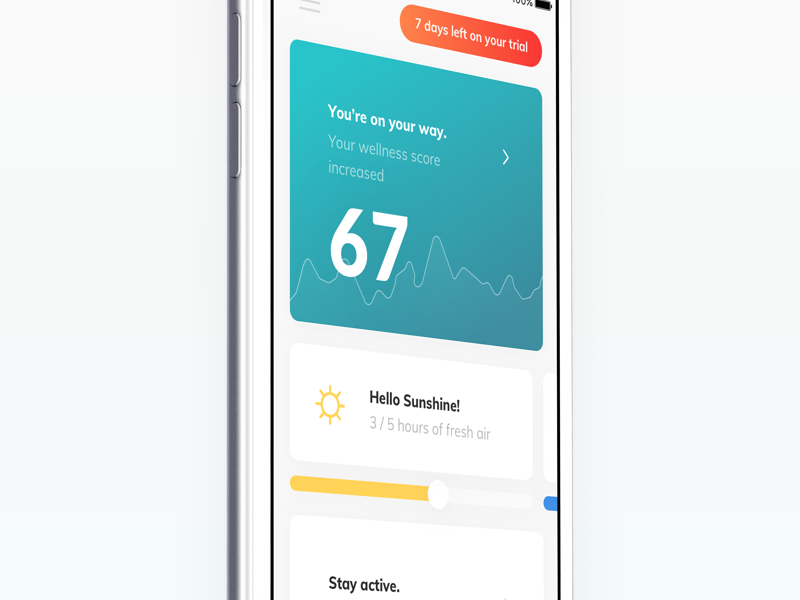 100%
7 days left on your trial
You're on your way.
Your wellness score
increased
67
Hello Sunshine!
3 / 5 hours of fresh air
Stay active.